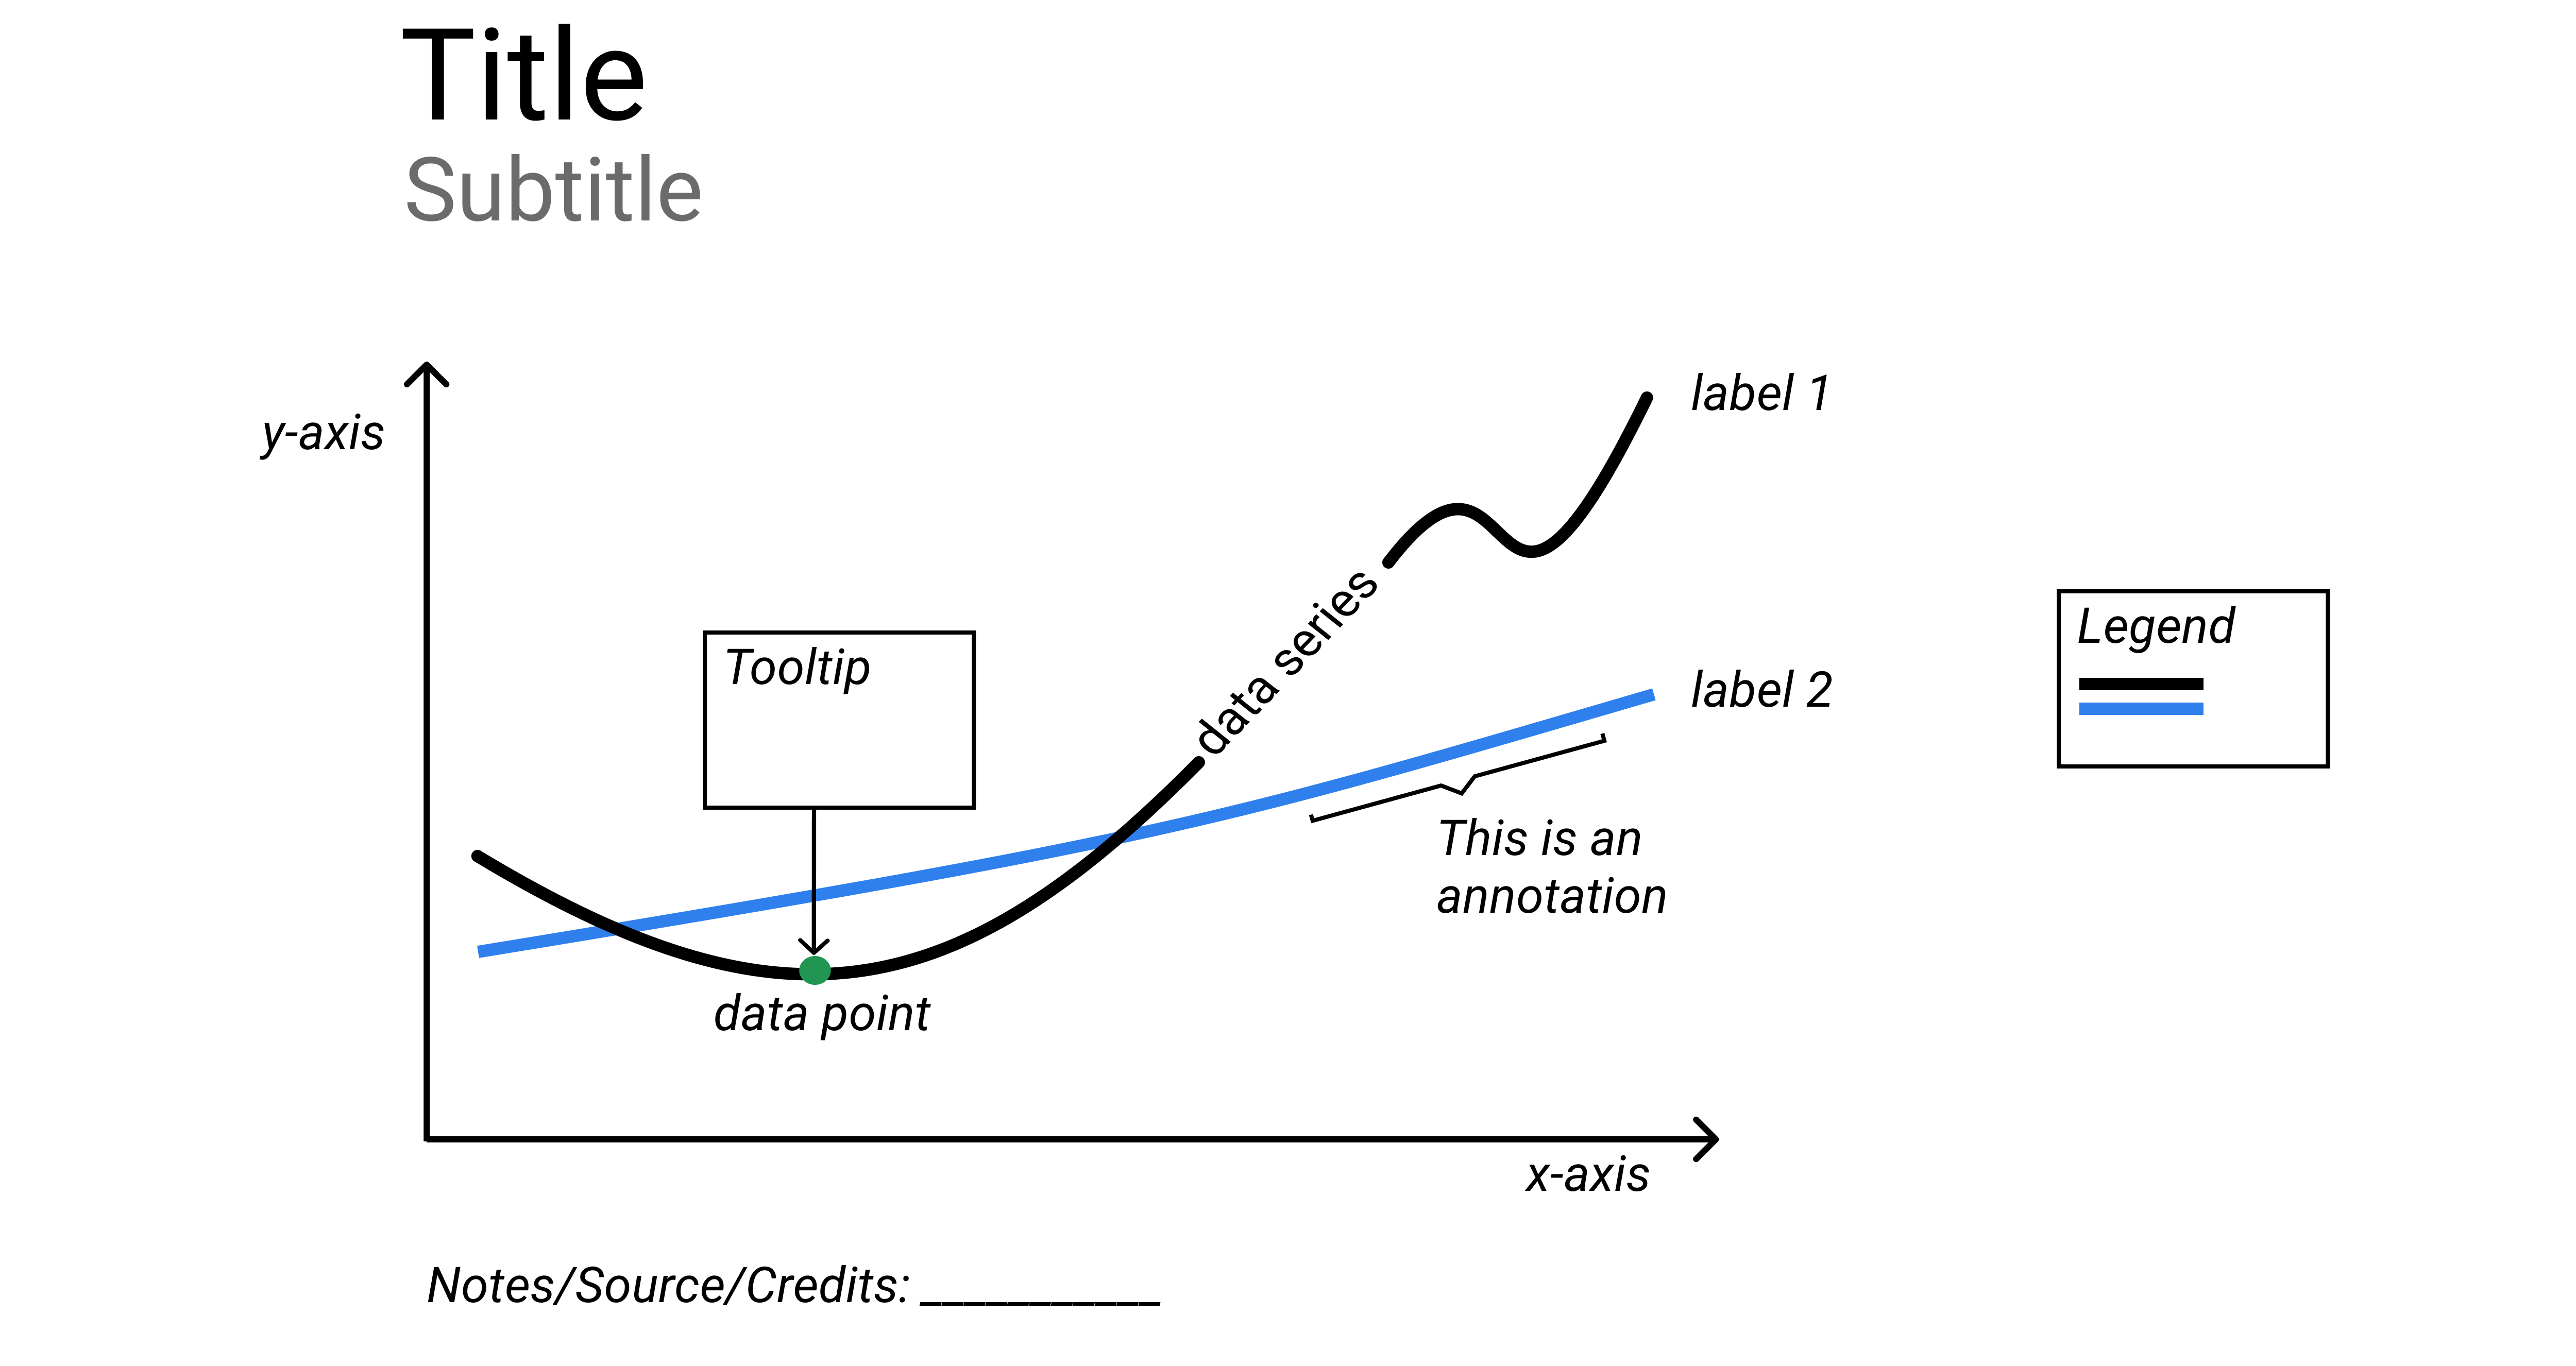 Title
Subtitle
y-axis
label 1
data series
Tooltip
label 2
Legend
This is an
annotation
data point
x-axis
Notes/Source/Credits: __________